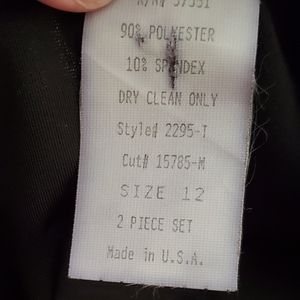 90% POLYESTER
10% SPANDEX
DRY CLEAN ONLY
Style# 2295-T
Cut# 15785-M
SIZE 12
2 PIECE SET
Made in U.S.A.